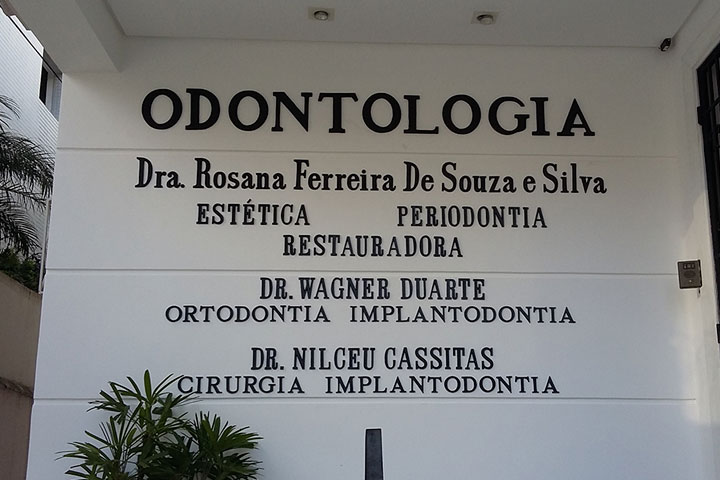 ODONTOLOGIA
Dra. Rosana Ferreira De Souza e Silva
ESTÉTICA PERIODONTIA
RESTAURADORA
DR. WAGNER DUARTE
ORTODONTIA IMPLANTODONTIA
DR. NILCEU CASSITAS
CIRURGIA IMPLANTODONTIA